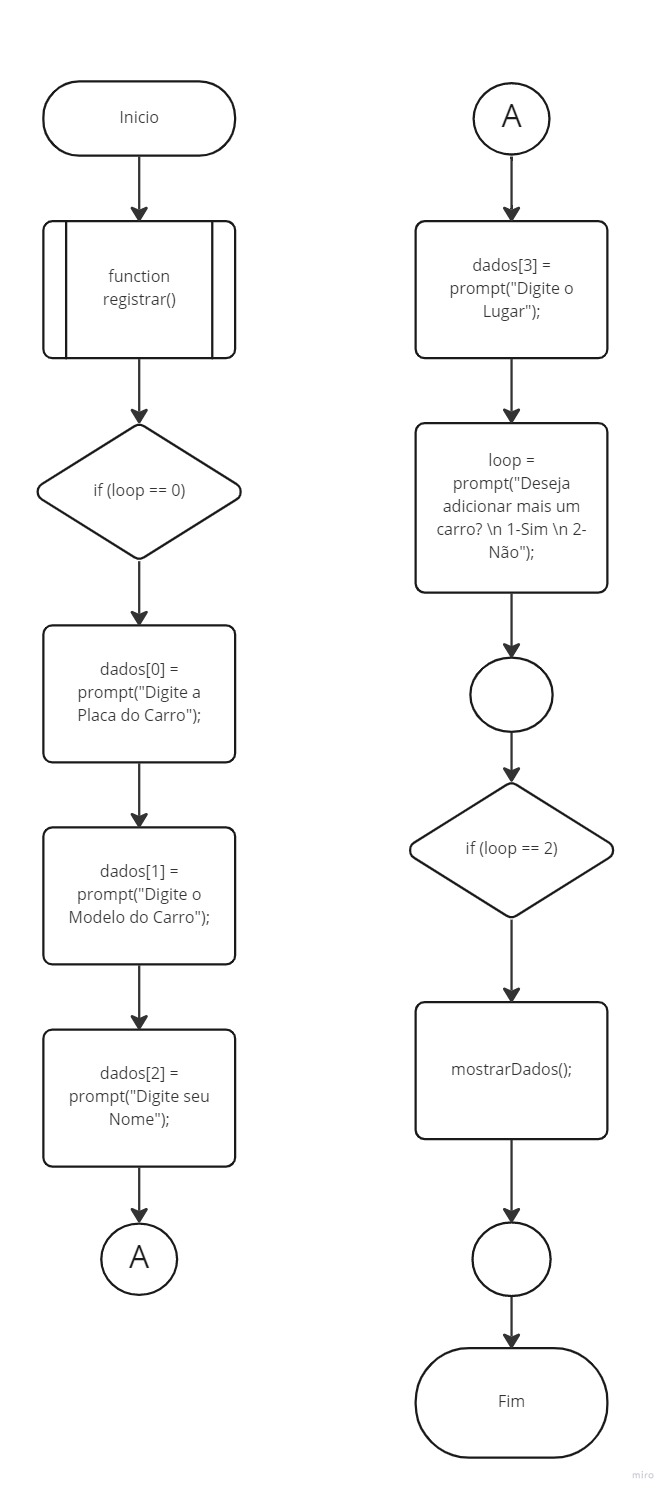 Inicio
function
registrar()
if (loop == 0)
dados[0] =
prompt("Digite a
Placa do Carro");
dados[1] =
prompt("Digite o
Modelo do Carro");
dados[2] =
prompt("Digite seu
Nome");
A
A
dados[3] =
prompt("Digite o
Lugar");
loop =
prompt("Deseja
adicionar mais um
carro? \n 1-Sim \n 2-
Não");
if (loop == 2)
mostrarDados();
Fim
miro